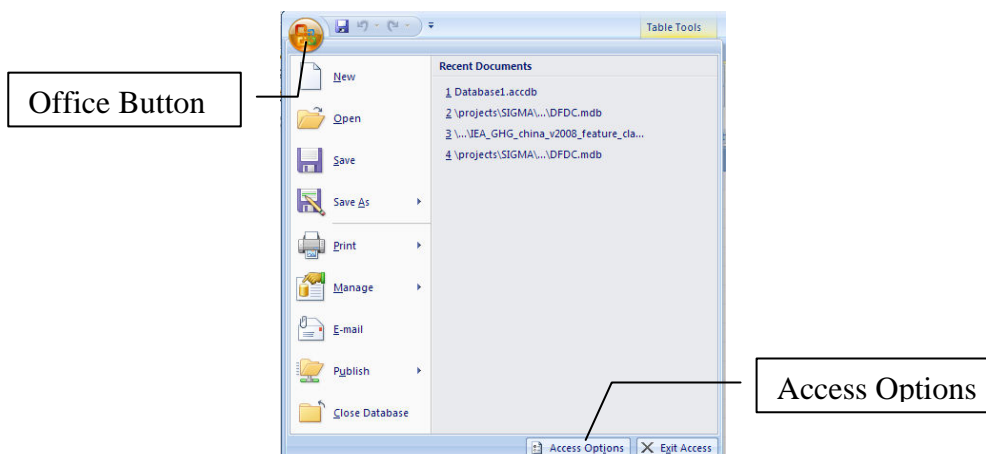 Table Tools
Office Button
New
Open
Save
Save As
Print
Manage
E-mail
Publish
Close Database
Recent Documents
1 Database1.accdb
2 \projects\SIGMA\...\DFDC.mdb
3 \...\IEA_GHG_china_v2008_feature_cla...
4 \projects\SIGMA\...\DFDC.mdb
Access Options
Access Options
Exit Access